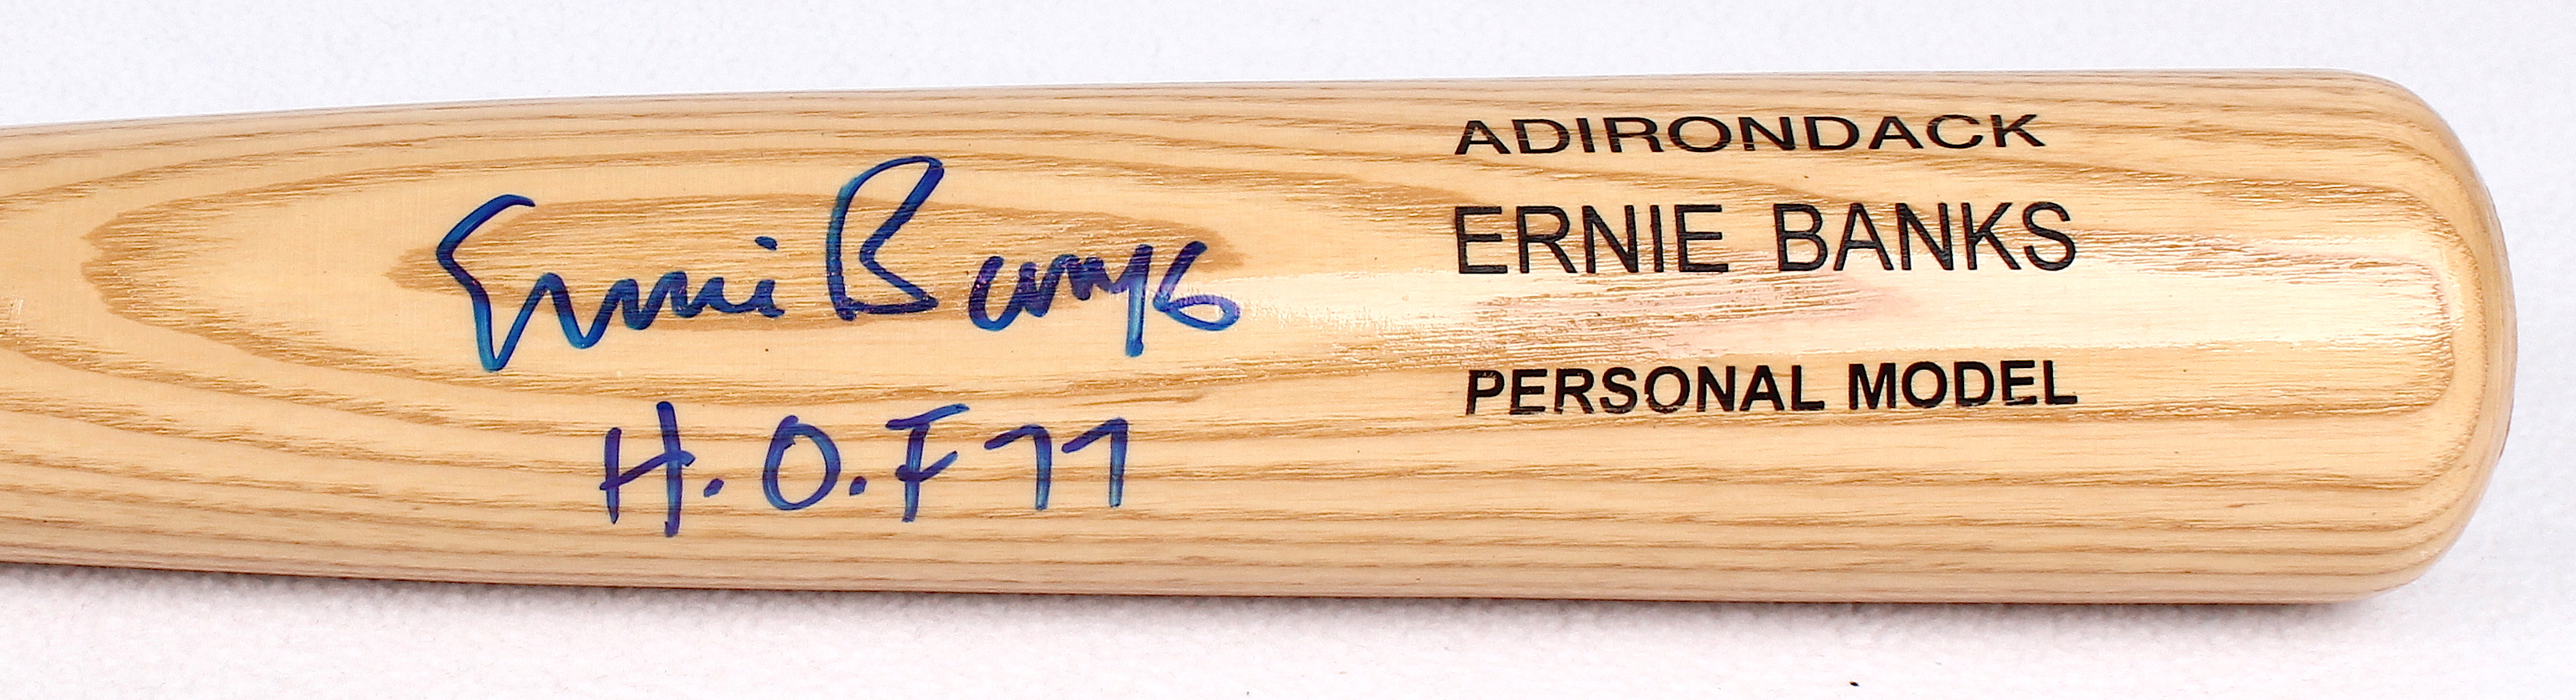 Ernie Banks
H.O.F 77
ADIRONDACK
ERNIE BANKS
PERSONAL MODEL